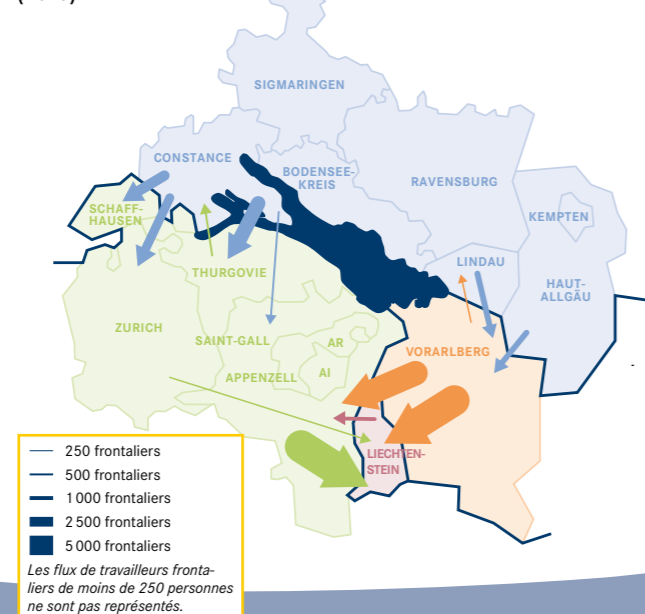 SIGMARINGEN
CONSTANCE
BODENSEE-
KREIS
RAVENSBURG
SCHAFF-
HAUSEN
KEMPTEN
THURGOVIE
LINDAU
HAUT-
ALLGÄU
ZURICH
SAINT-GALL
AR
VORARLBERG
APPENZELL
AI
LIECHTEN-
STEIN
250 frontaliers
500 frontaliers
1 000 frontaliers
2 500 frontaliers
5 000 frontaliers
Les flux de travailleurs fronta-
liers de moins de 250 personnes
ne sont pas représentés.